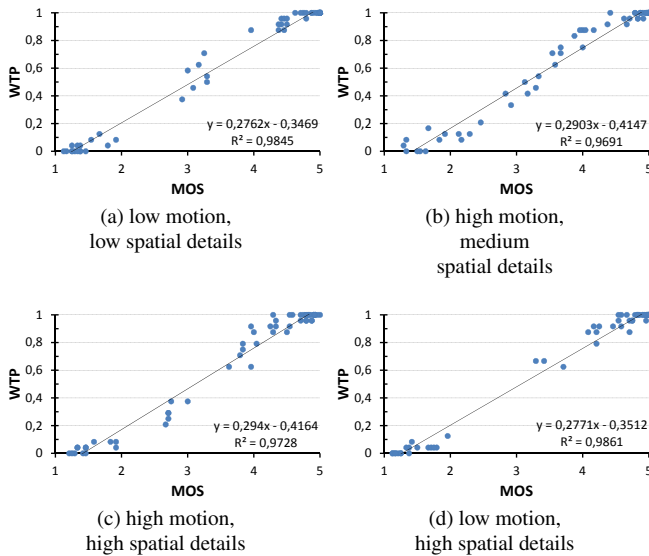 1
0,8
0,6
0,4
0,2
0
WTP
y = 0,2762x - 0,3469
R² = 0,9845
1 2 3 4 5
MOS
(a) low motion,
low spatial details
1
0,8
0,6
0,4
0,2
0
WTP
y = 0,2903x - 0,4147
R² = 0,9691
1 2 3 4 5
MOS
(b) high motion,
medium
spatial details
1
0,8
0,6
0,4
0,2
0
WTP
y = 0,294x - 0,4164
R² = 0,9728
1 2 3 4 5
MOS
(c) high motion,
high spatial details
1
0,8
0,6
0,4
0,2
0
WTP
y = 0,2771x - 0,3512
R² = 0,9861
1 2 3 4 5
MOS
(d) low motion,
high spatial details